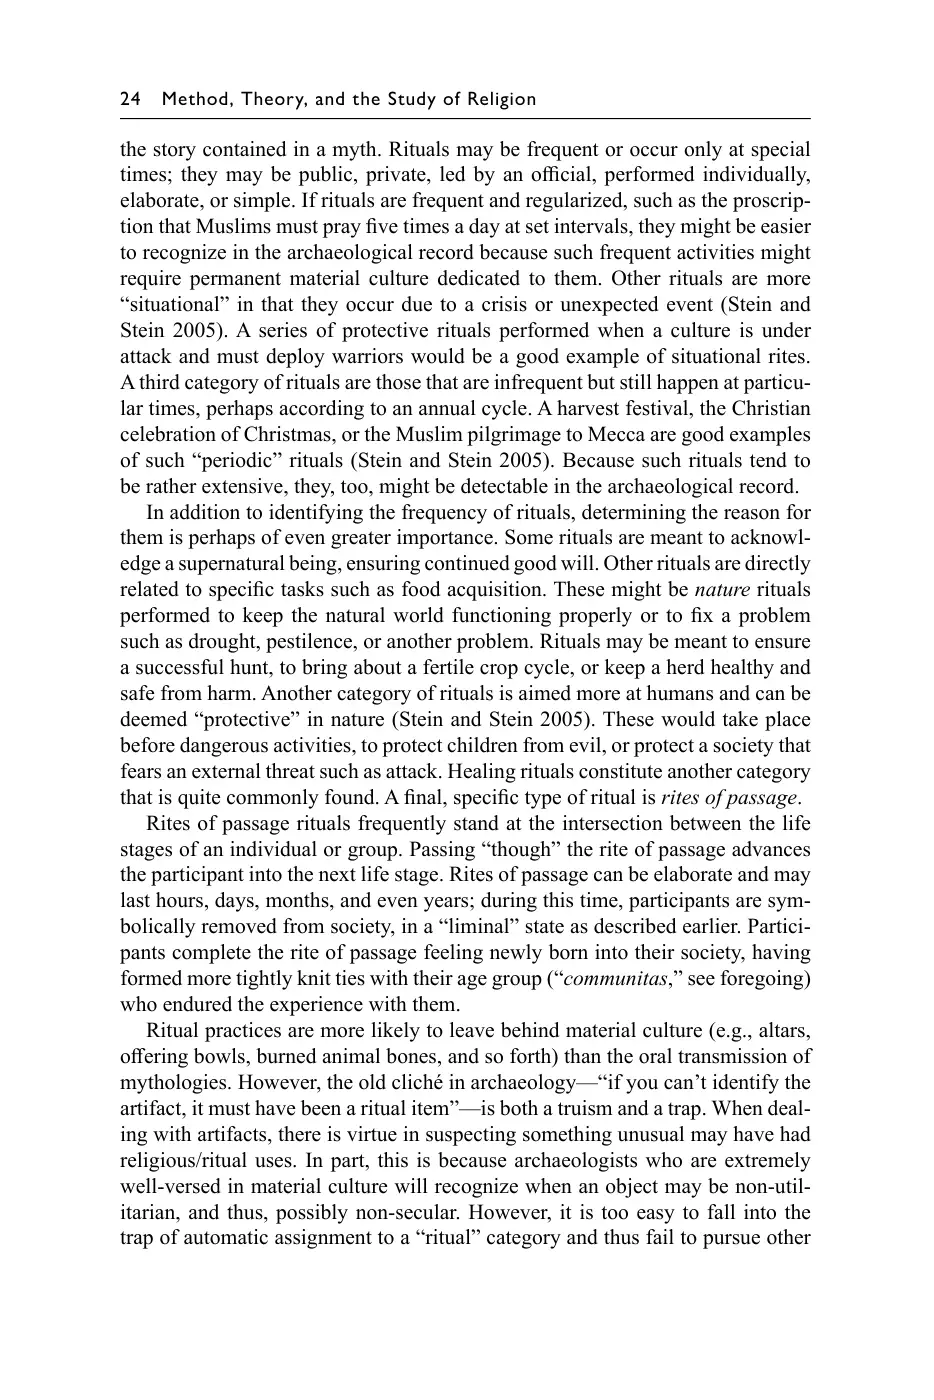 24 Method, Theory, and the Study of Religion
the story contained in a myth. Rituals may be frequent or occur only at special
times; they may be public, private, led by an official, performed individually,
elaborate, or simple. If rituals are frequent and regularized, such as the proscrip-
tion that Muslims must pray five times a day at set intervals, they might be easier
to recognize in the archaeological record because such frequent activities might
require permanent material culture dedicated to them. Other rituals are more
“situational” in that they occur due to a crisis or unexpected event (Stein and
Stein 2005). A series of protective rituals performed when a culture is under
attack and must deploy warriors would be a good example of situational rites.
A third category of rituals are those that are infrequent but still happen at particu-
lar times, perhaps according to an annual cycle. A harvest festival, the Christian
celebration of Christmas, or the Muslim pilgrimage to Mecca are good examples
of such “periodic” rituals (Stein and Stein 2005). Because such rituals tend to
be rather extensive, they, too, might be detectable in the archaeological record.
In addition to identifying the frequency of rituals, determining the reason for
them is perhaps of even greater importance. Some rituals are meant to acknowl-
edge a supernatural being, ensuring continued good will. Other rituals are directly
related to specific tasks such as food acquisition. These might be nature rituals
performed to keep the natural world functioning properly or to fix a problem
such as drought, pestilence, or another problem. Rituals may be meant to ensure
a successful hunt, to bring about a fertile crop cycle, or keep a herd healthy and
safe from harm. Another category of rituals is aimed more at humans and can be
deemed “protective” in nature (Stein and Stein 2005). These would take place
before dangerous activities, to protect children from evil, or protect a society that
fears an external threat such as attack. Healing rituals constitute another category
that is quite commonly found. A final, specific type of ritual is rites of passage.
Rites of passage rituals frequently stand at the intersection between the life
stages of an individual or group. Passing “though” the rite of passage advances
the participant into the next life stage. Rites of passage can be elaborate and may
last hours, days, months, and even years; during this time, participants are sym-
bolically removed from society, in a “liminal” state as described earlier. Partici-
pants complete the rite of passage feeling newly born into their society, having
formed more tightly knit ties with their age group (“communitas,” see foregoing)
who endured the experience with them.
Ritual practices are more likely to leave behind material culture (e.g., altars,
offering bowls, burned animal bones, and so forth) than the oral transmission of
mythologies. However, the old cliché in archaeology—“if you can’t identify the
artifact, it must have been a ritual item”—is both a truism and a trap. When deal-
ing with artifacts, there is virtue in suspecting something unusual may have had
religious/ritual uses. In part, this is because archaeologists who are extremely
well-versed in material culture will recognize when an object may be non-util-
itarian, and thus, possibly non-secular. However, it is too easy to fall into the
trap of automatic assignment to a “ritual” category and thus fail to pursue other